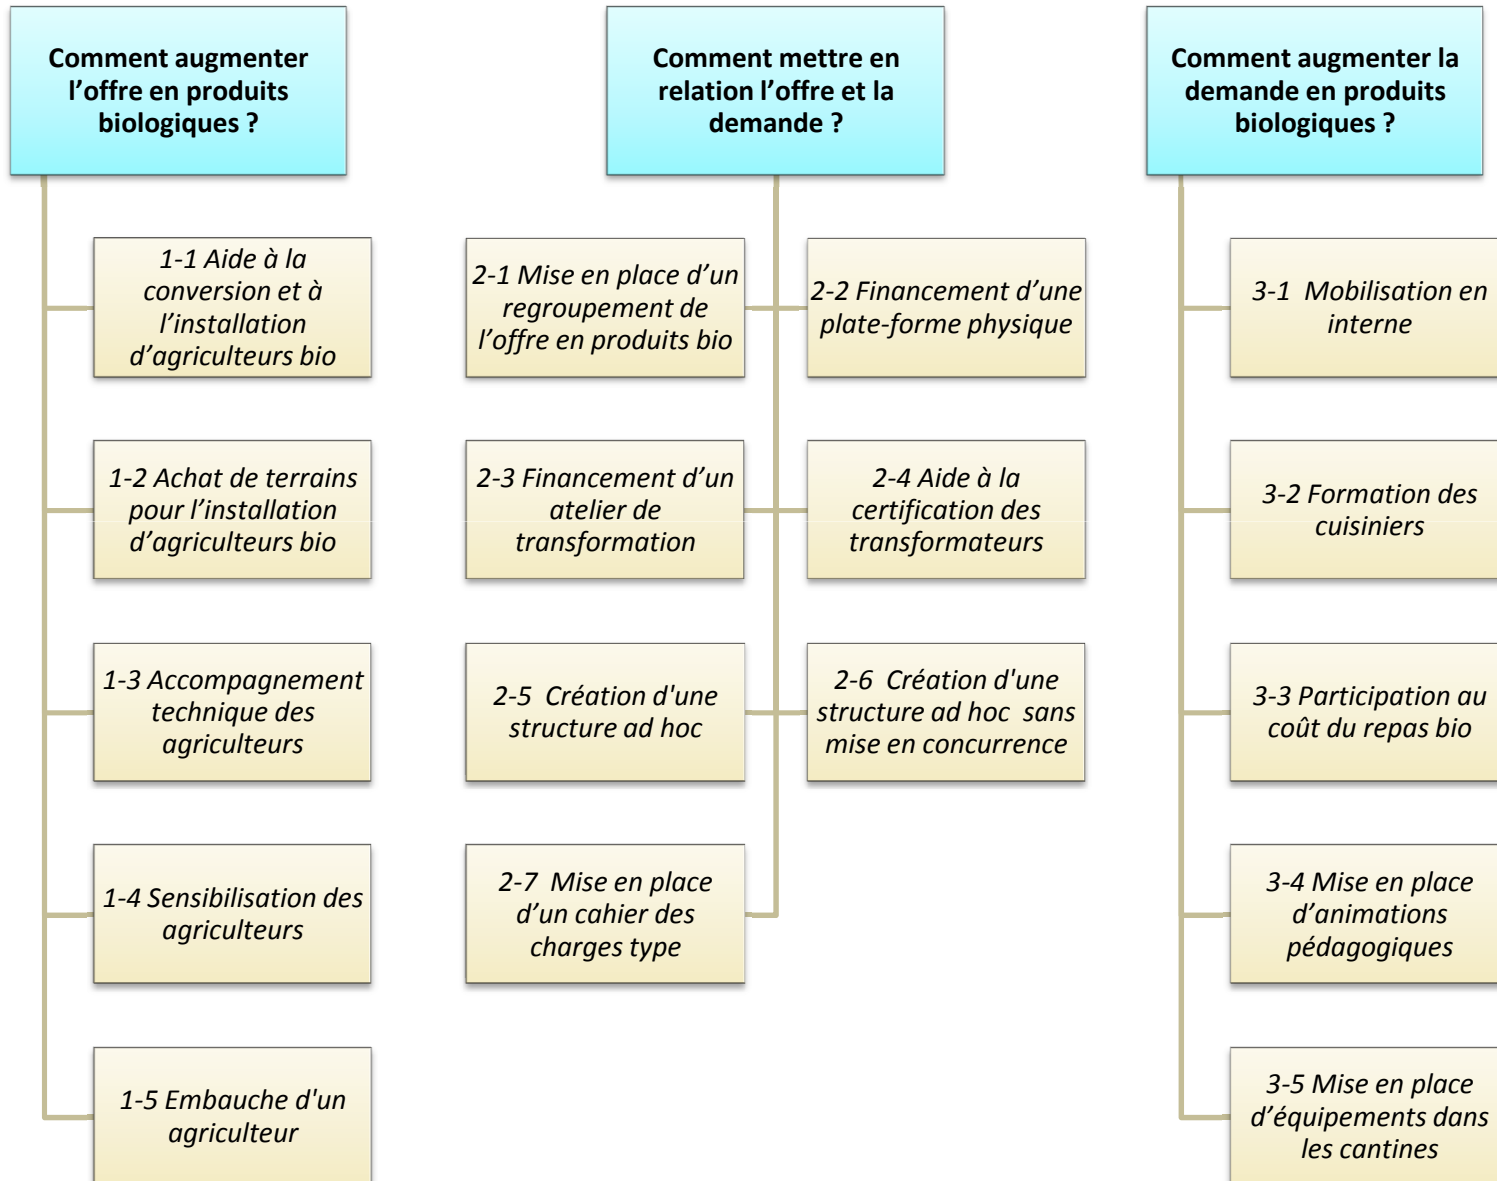 Comment augmenter
l’offre en produits
biologiques ?
1-1 Aide à la
conversion et à
l’installation
d’agriculteurs bio
1-2 Achat de terrains
pour l’installation
d’agriculteurs bio
1-3 Accompagnement
technique des
agriculteurs
1-4 Sensibilisation des
agriculteurs
1-5 Embauche d'un
agriculteur
Comment mettre en
relation l’offre et la
demande ?
2-1 Mise en place d’un
regroupement de
l’offre en produits bio
2-2 Financement d’une
plate-forme physique
2-3 Financement d’un
atelier de
transformation
2-4 Aide à la
certification des
transformateurs
2-5 Création d'une
structure ad hoc
2-6 Création d'une
structure ad hoc sans
mise en concurrence
2-7 Mise en place
d’un cahier des
charges type
Comment augmenter la
demande en produits
biologiques ?
3-1 Mobilisation en
interne
3-2 Formation des
cuisiniers
3-3 Participation au
coût du repas bio
3-4 Mise en place
d’animations
pédagogiques
3-5 Mise en place
d’équipements dans
les cantines